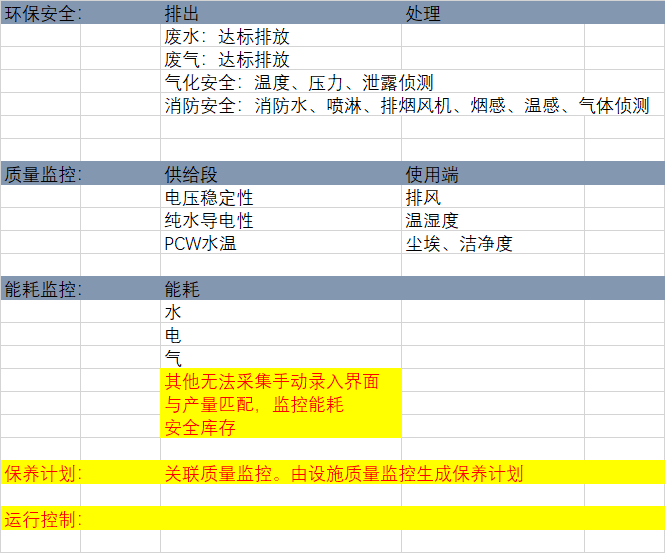 环保安全: 排出 处理
废水: 达标排放
废气: 达标排放
气化安全: 温度、压力、泄露侦测
消防安全: 消防水、喷淋、排烟风机、烟感、温感、气体侦测
质量监控: 供给段 使用端
电压稳定性 排风
纯水导电性 温湿度
PCW水温 尘埃、洁净度
能耗监控: 能耗
水
电
气
其他无法采集手动录入界面
与产量匹配, 监控能耗
安全库存
保养计划: 关联质量监控。由设施质量监控生成保养计划
运行控制: